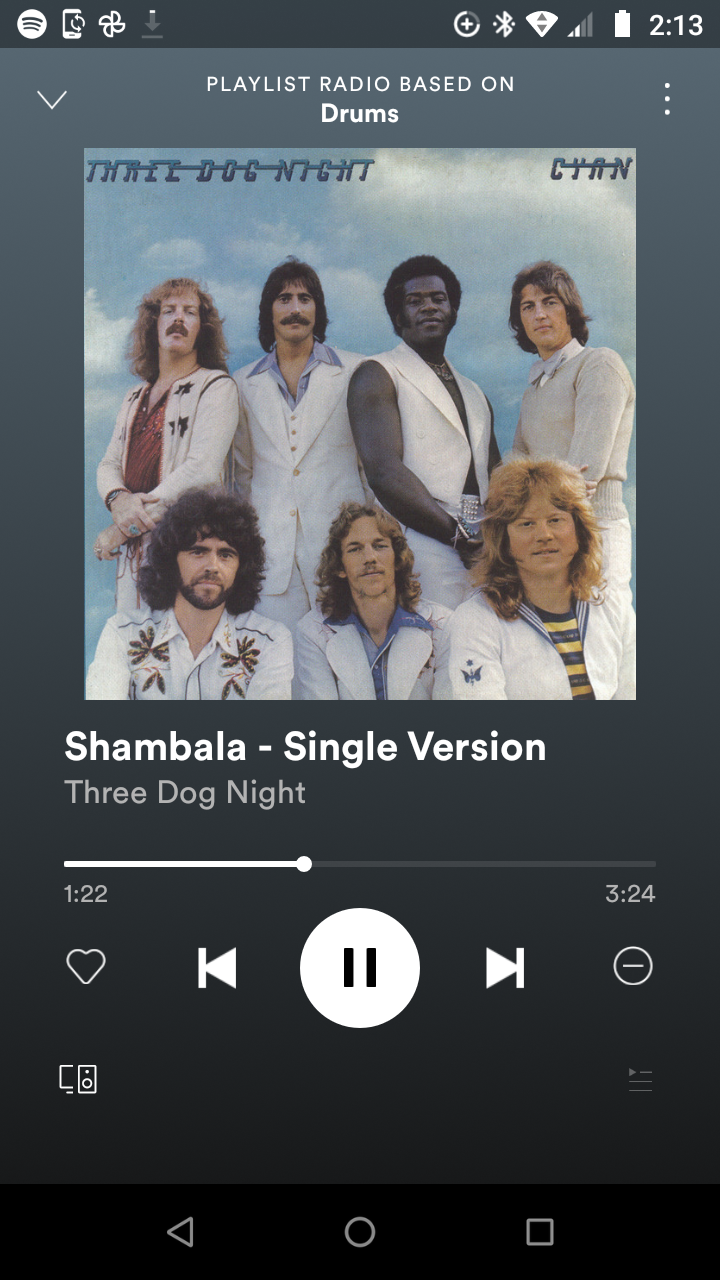 2:13
PLAYLIST RADIO BASED ON
Drums
THREE DOG NIGHT CYAN
Shambala - Single Version
Three Dog Night
1:22 3:24